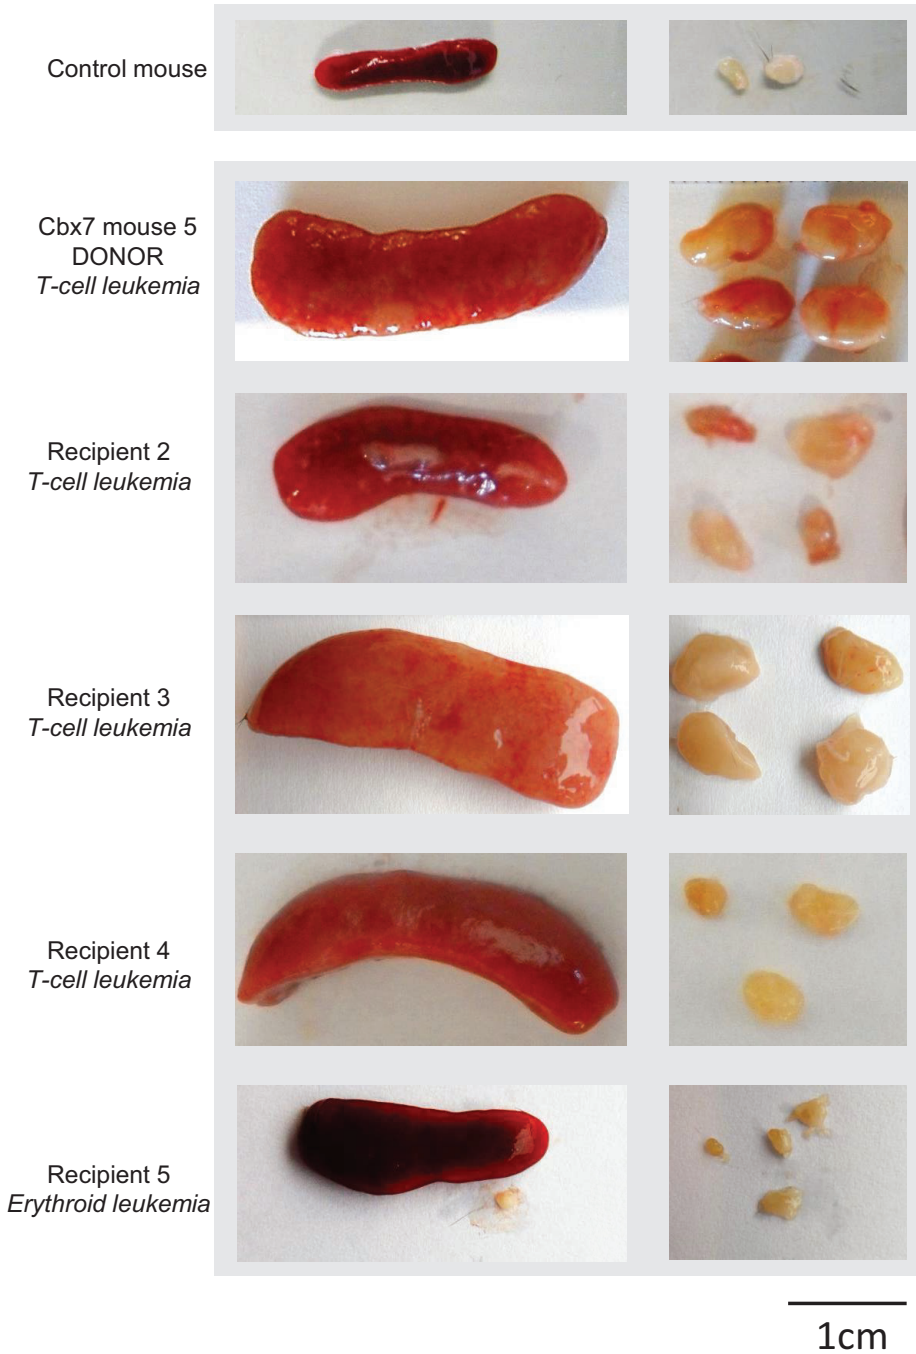 Control mouse
Cbx7 mouse 5
DONOR
T-cell leukemia
Recipient 2
T-cell leukemia
Recipient 3
T-cell leukemia
Recipient 4
T-cell leukemia
Recipient 5
Erythroid leukemia
1cm